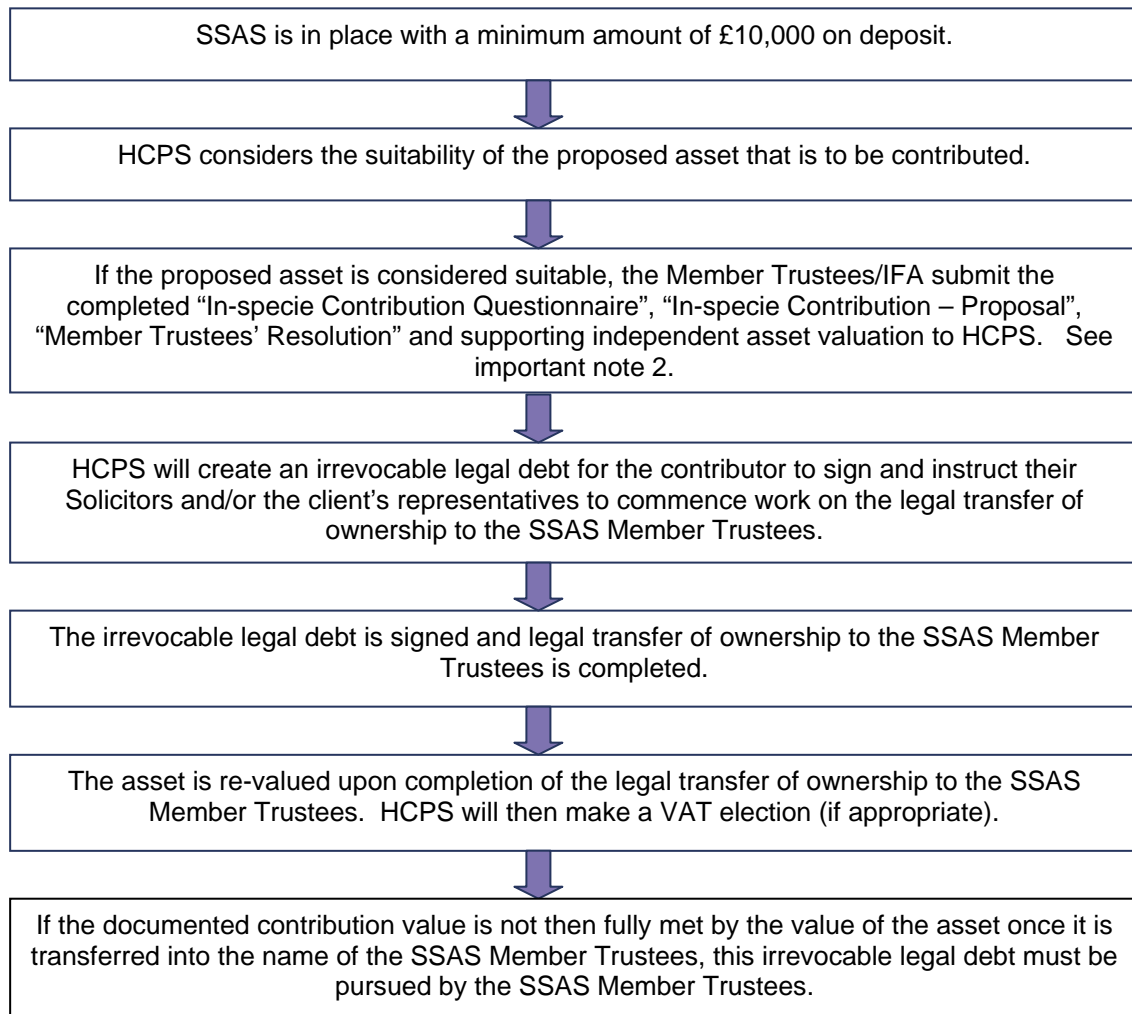 SSAS is in place with a minimum amount of £10,000 on deposit.
HCPS considers the suitability of the proposed asset that is to be contributed.
If the proposed asset is considered suitable, the Member Trustees/IFA submit the
completed “In-specie Contribution Questionnaire”, “In-specie Contribution – Proposal”,
“Member Trustees’ Resolution” and supporting independent asset valuation to HCPS. See
important note 2.
HCPS will create an irrevocable legal debt for the contributor to sign and instruct their
Solicitors and/or the client’s representatives to commence work on the legal transfer of
ownership to the SSAS Member Trustees.
The irrevocable legal debt is signed and legal transfer of ownership to the SSAS Member
Trustees is completed.
The asset is re-valued upon completion of the legal transfer of ownership to the SSAS
Member Trustees. HCPS will then make a VAT election (if appropriate).
If the documented contribution value is not then fully met by the value of the asset once it is
transferred into the name of the SSAS Member Trustees, this irrevocable legal debt must be
pursued by the SSAS Member Trustees.